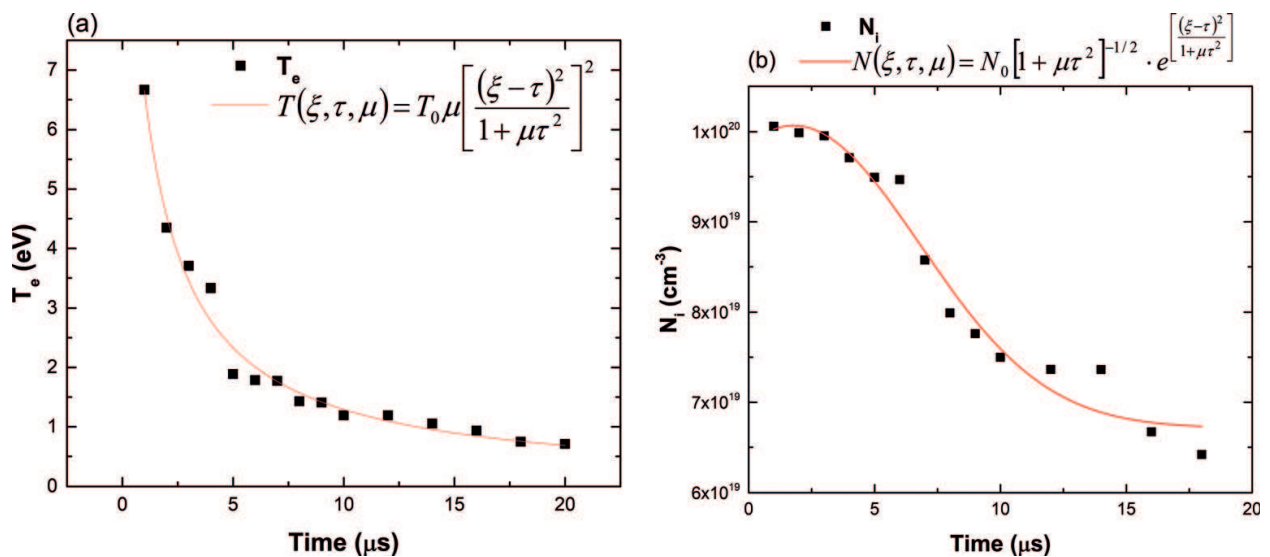 (a)
T_e
T(ξ,τ,μ) = T_0 μ [(ξ−τ)^2 / (1+μτ^2)]^2
7
6
5
4
3
2
1
0
T_e (eV)
0 5 10 15 20
Time (μs)
N_i
(b) N(ξ,τ,μ) = N_0 [1+μτ^2]^{−1/2} · e^{[(ξ−τ)^2 / (1+μτ^2)]}
1x10^20
9x10^19
8x10^19
7x10^19
6x10^19
N_i (cm^-3)
0 5 10 15 20
Time (μs)